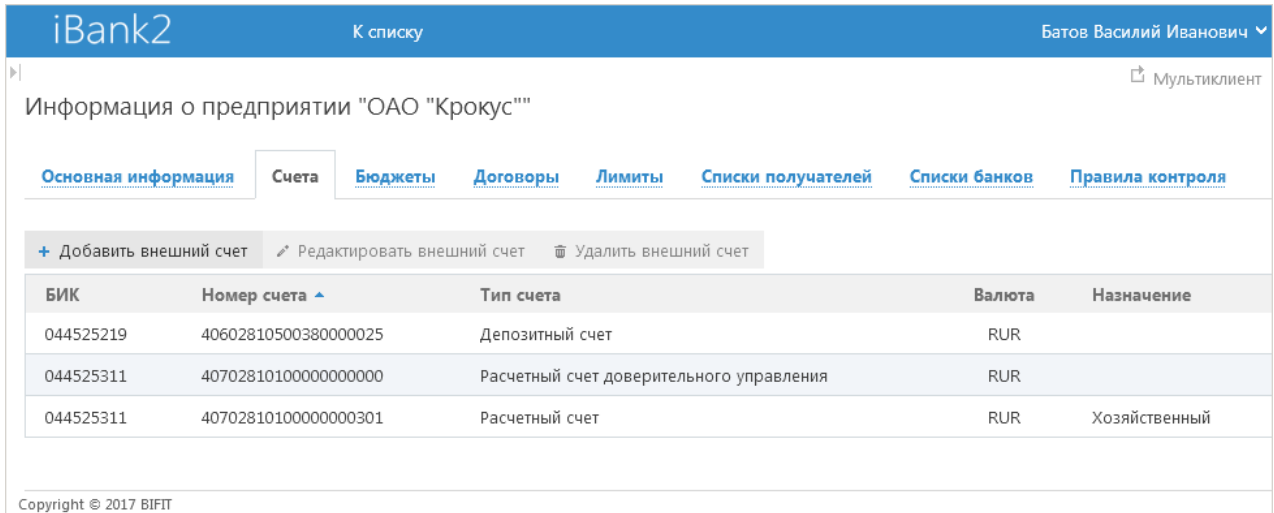 iBank2 К списку Батов Василий Иванович
Мультиклиент
Информация о предприятии "ОАО "Крокус""
Основная информация Счета Бюджеты Договоры Лимиты Списки получателей Списки банков Правила контроля
+ Добавить внешний счет Редактировать внешний счет Удалить внешний счет
БИК Номер счета Тип счета Валюта Назначение
044525219 40602810500380000025 Депозитный счет RUR
044525311 40702810100000000000 Расчетный счет доверительного управления RUR
044525311 40702810100000000301 Расчетный счет RUR Хозяйственный
Copyright © 2017 BIFIT